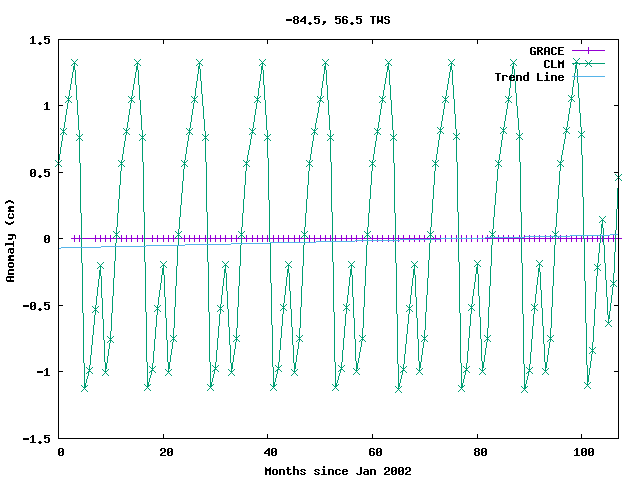 -84.5, 56.5 TWS
GRACE
CLM
Trend Line
1.5
1
0.5
0
-0.5
-1
-1.5
Anomaly (cm)
0 20 40 60 80 100
Months since Jan 2002